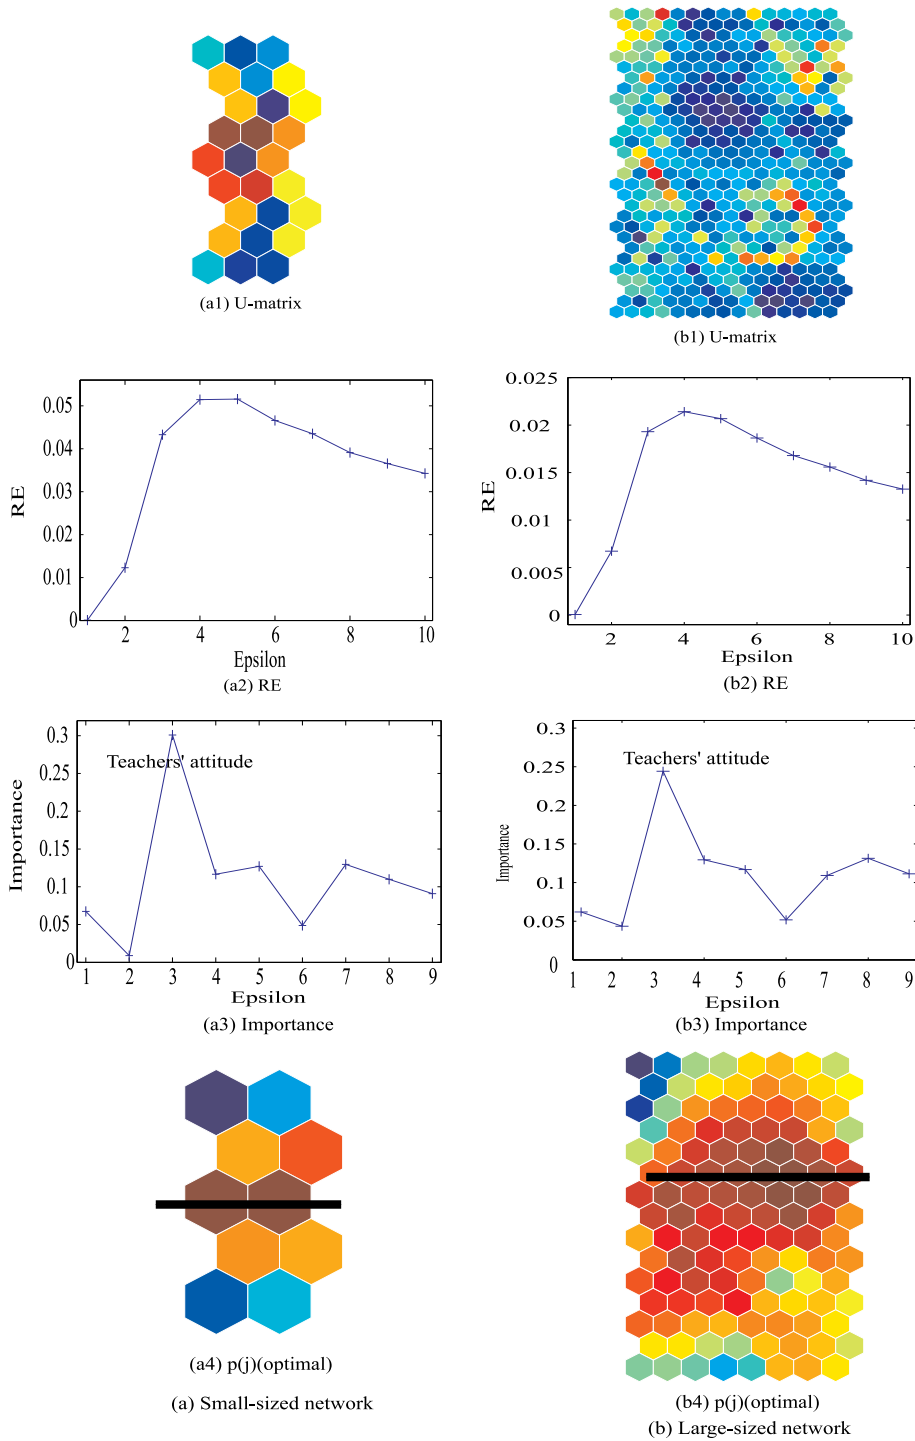 (a1) U-matrix
(b1) U-matrix
0.05
0.04
0.03
0.02
0.01
0
RE
2
4
6
8
10
Epsilon
(a2) RE
0.025
0.02
0.015
0.01
0.005
0
RE
2
4
6
8
10
Epsilon
(b2) RE
0.3
0.25
0.2
0.15
0.1
0.05
0
Importance
Teachers' attitude
1
2
3
4
5
6
7
8
9
Epsilon
(a3) Importance
0.3
0.25
0.2
0.15
0.1
0.05
0
Importance
Teachers' attitude
1
2
3
4
5
6
7
8
9
Epsilon
(b3) Importance
(a4) p(j)(optimal)
(a) Small-sized network
(b4) p(j)(optimal)
(b) Large-sized network